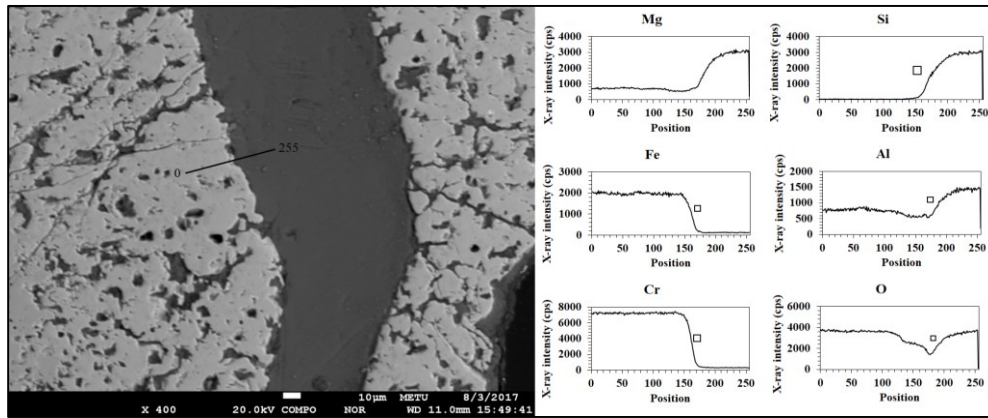 255
0
10µm METU 8/3/2017
X 400 20.0kV COMPO NOR WD 11.0mm 15:49:41
Mg
X-ray intensity (cps)
4000
3000
2000
1000
0
0 50 100 150 200 250
Position
Si
X-ray intensity (cps)
4000
3000
2000
1000
0
0 50 100 150 200 250
Position
Fe
X-ray intensity (cps)
3000
2000
1000
0
0 50 100 150 200 250
Position
Al
X-ray intensity (cps)
2000
1500
1000
500
0
0 50 100 150 200 250
Position
Cr
X-ray intensity (cps)
8000
6000
4000
2000
0
0 50 100 150 200 250
Position
O
X-ray intensity (cps)
6000
4000
2000
0
0 50 100 150 200 250
Position